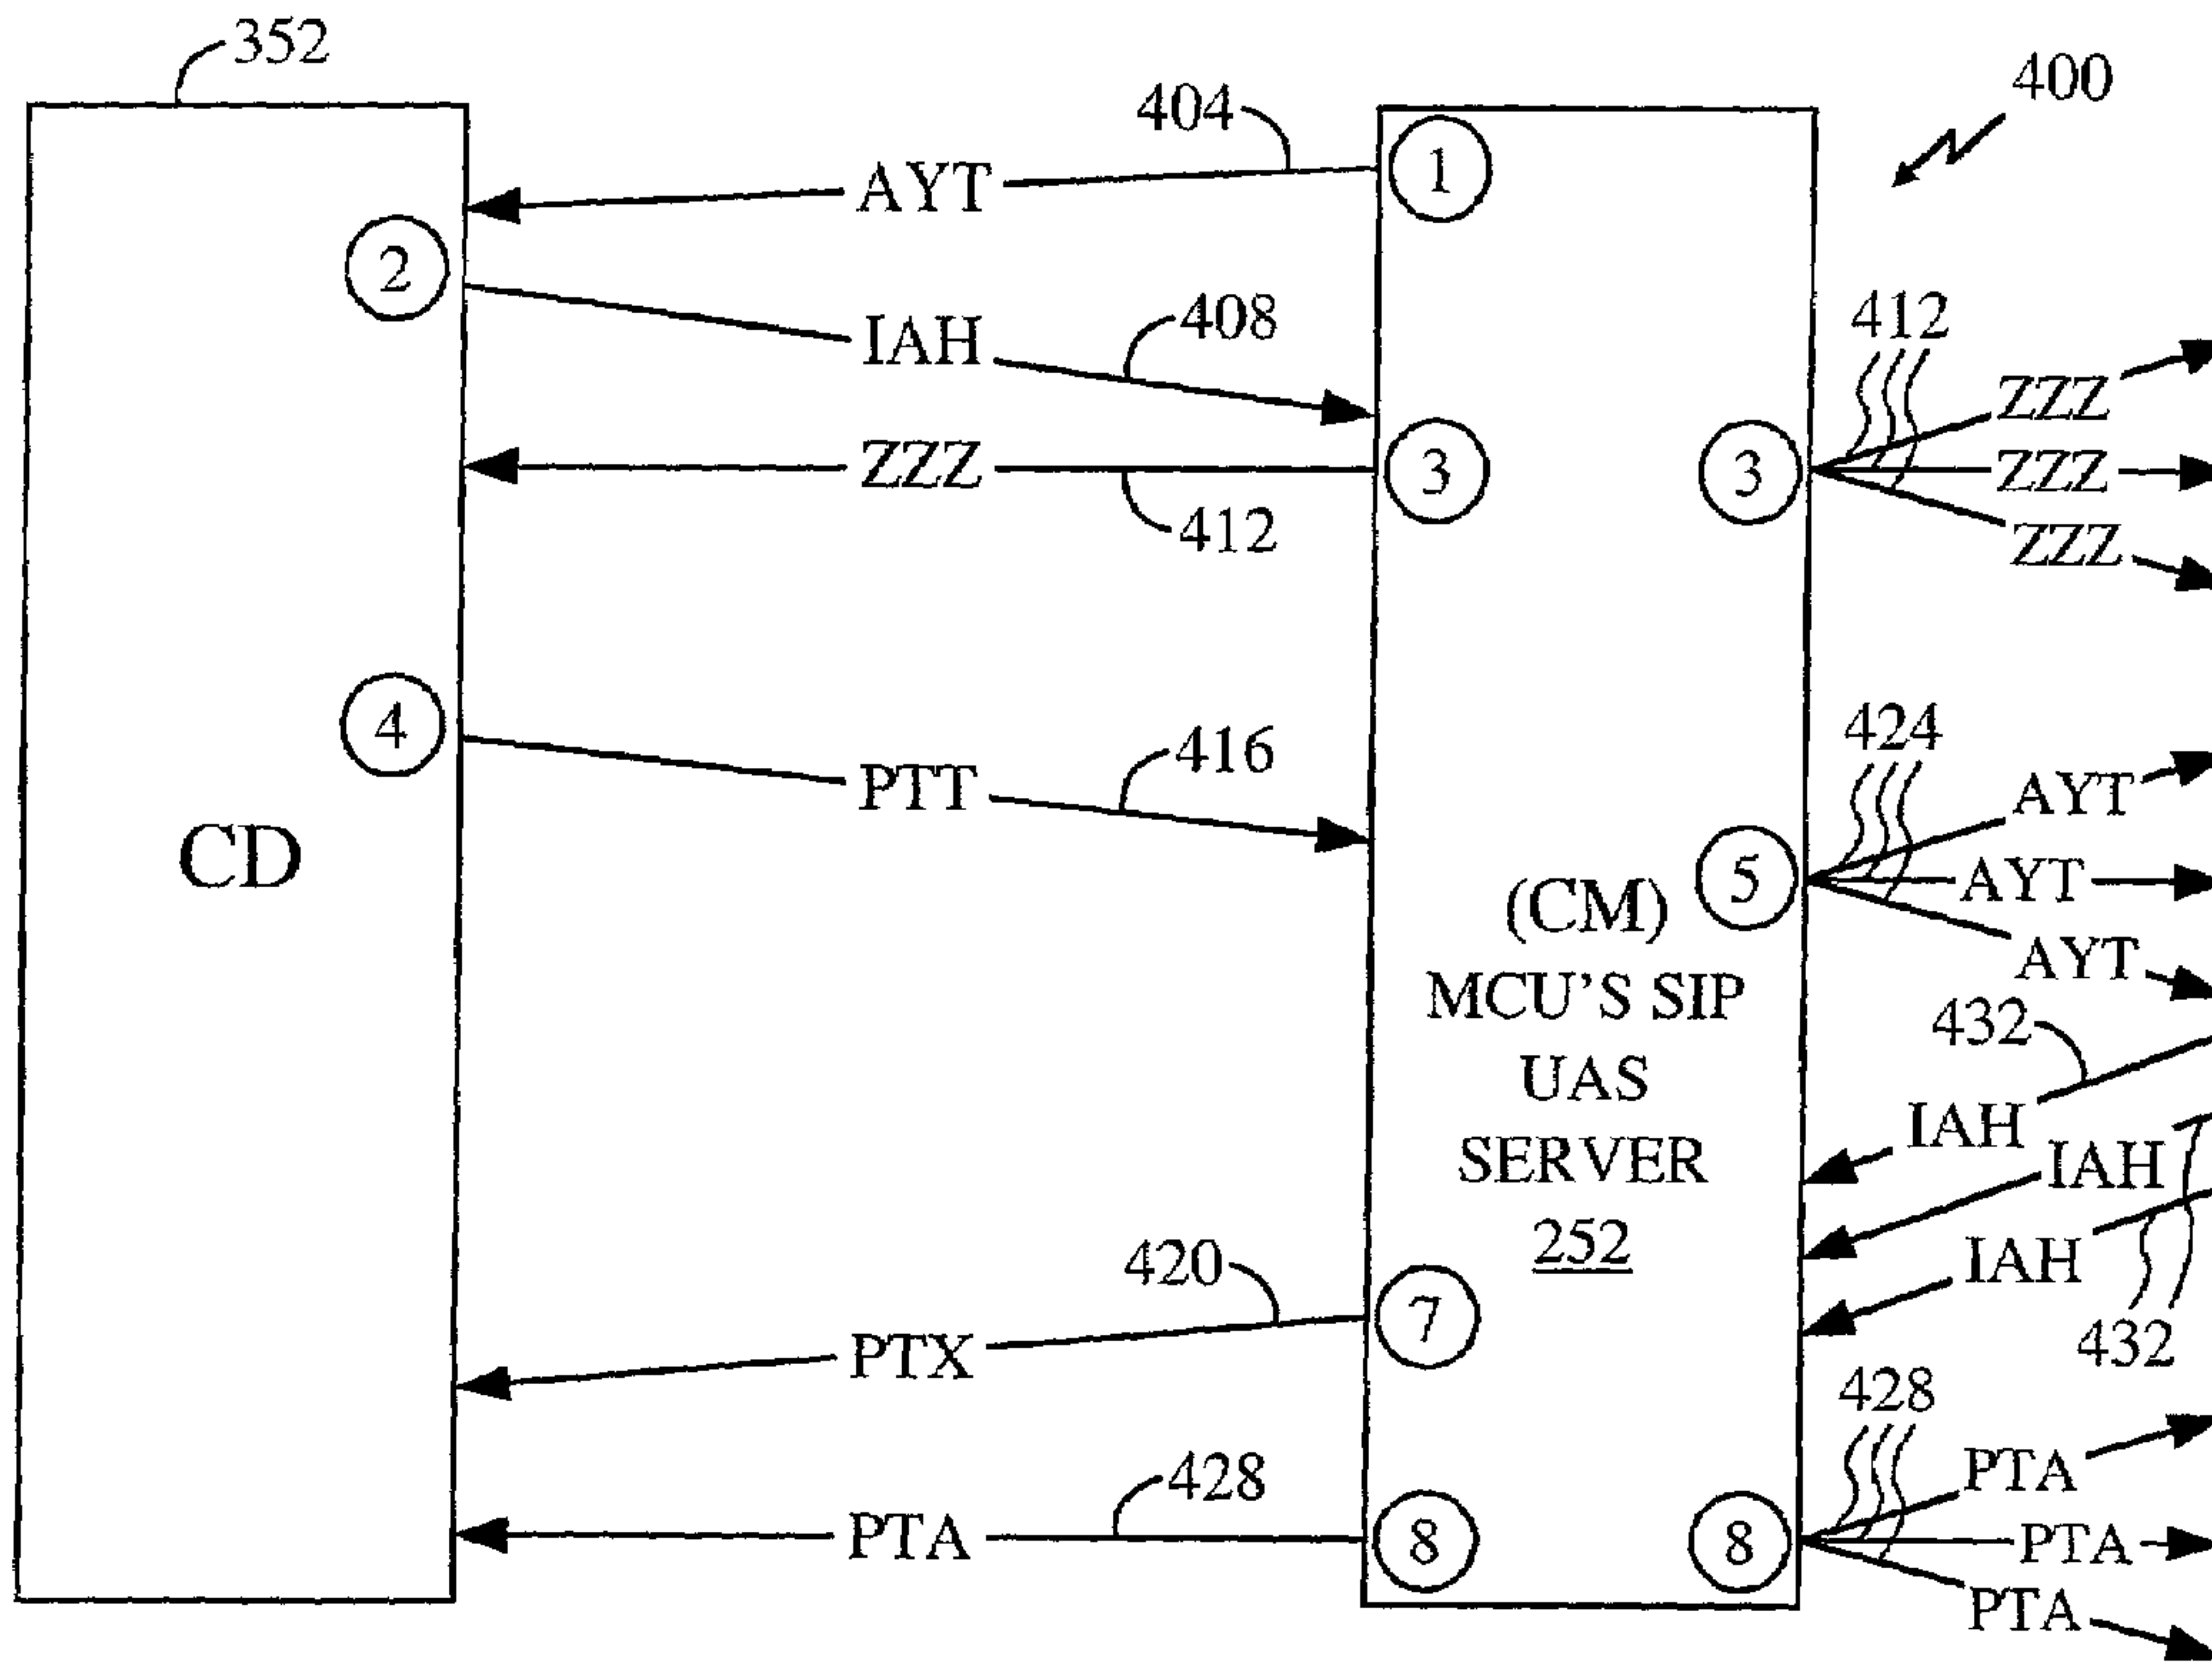 352
404
400
1
AYT
2
408
412
IAH
ZZZ
ZZZ
3
3
ZZZ
412
ZZZ
4
416
424
PTT
AYT
CD
5
AYT
(CM)
MCU'S SIP
UAS
SERVER
252
AYT
432
IAH
IAH
IAH
432
420
7
PTX
428
428
PTA
PTA
8
8
PTA
PTA